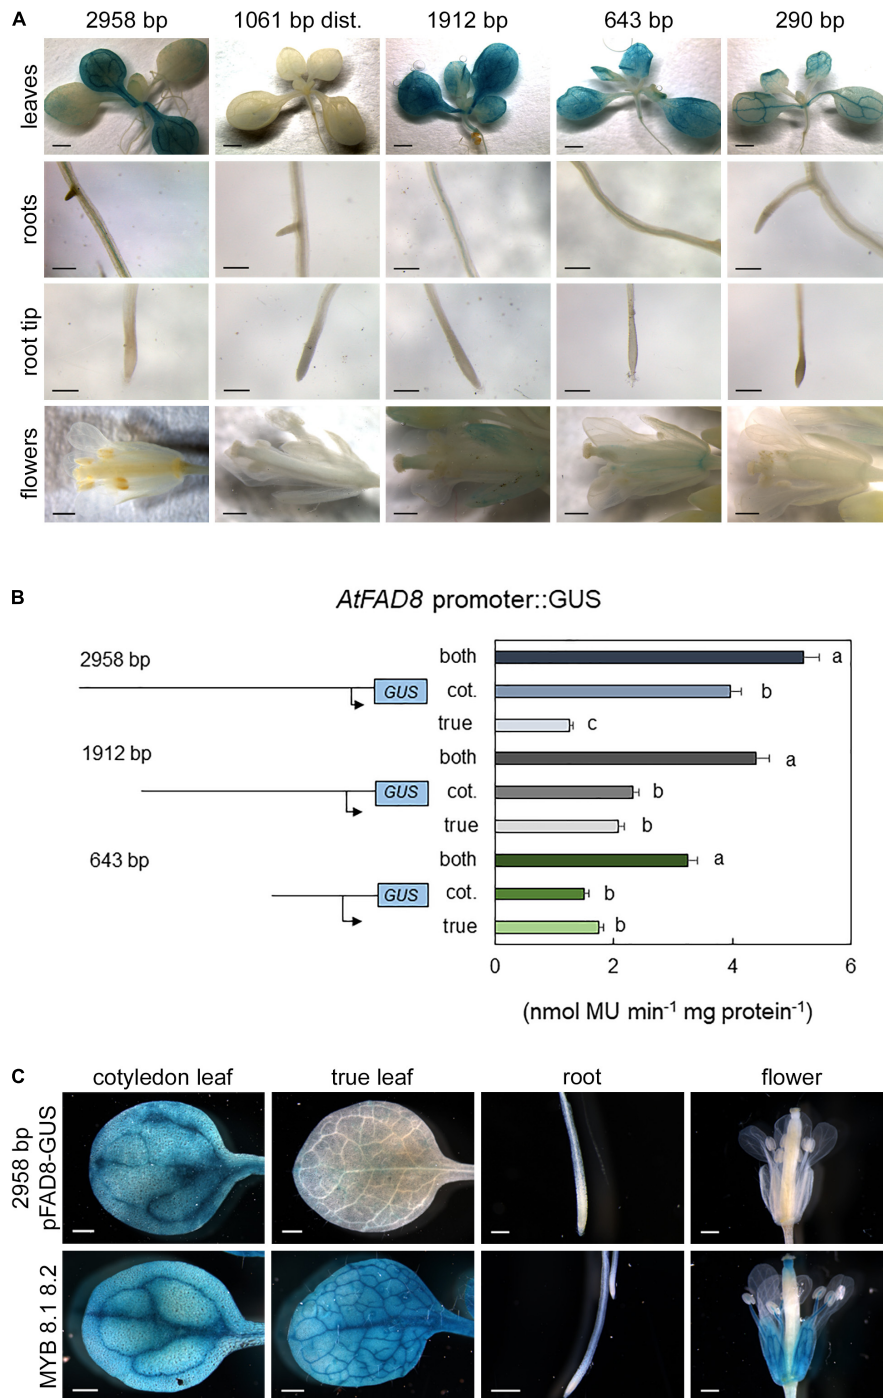 A
2958 bp 1061 bp dist. 1912 bp 643 bp 290 bp
leaves
roots
root tip
flowers
B
AtFAD8 promoter::GUS
2958 bp
GUS
both a
cot. b
true c
1912 bp
GUS
both a
cot. b
true b
643 bp
GUS
both a
cot. b
true b
0 2 4 6
(nmol MU min⁻¹ mg protein⁻¹)
C
cotyledon leaf true leaf root flower
2958 bp
pFAD8-GUS
MYB 8.1 8.2